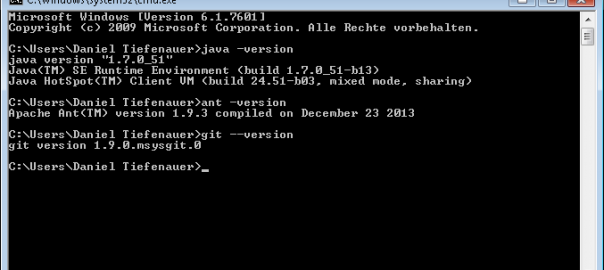 C:\Windows\system32\cmd.exe
Microsoft Windows [Version 6.1.7601]
Copyright (c) 2009 Microsoft Corporation. Alle Rechte vorbehalten.
C:\Users\Daniel Tiefenauer>java -version
java version "1.7.0_51"
Java(TM) SE Runtime Environment (build 1.7.0_51-b13)
Java HotSpot(TM) Client VM (build 24.51-b03, mixed mode, sharing)
C:\Users\Daniel Tiefenauer>ant -version
Apache Ant(TM) version 1.9.3 compiled on December 23 2013
C:\Users\Daniel Tiefenauer>git --version
git version 1.9.0.msysgit.0
C:\Users\Daniel Tiefenauer>_